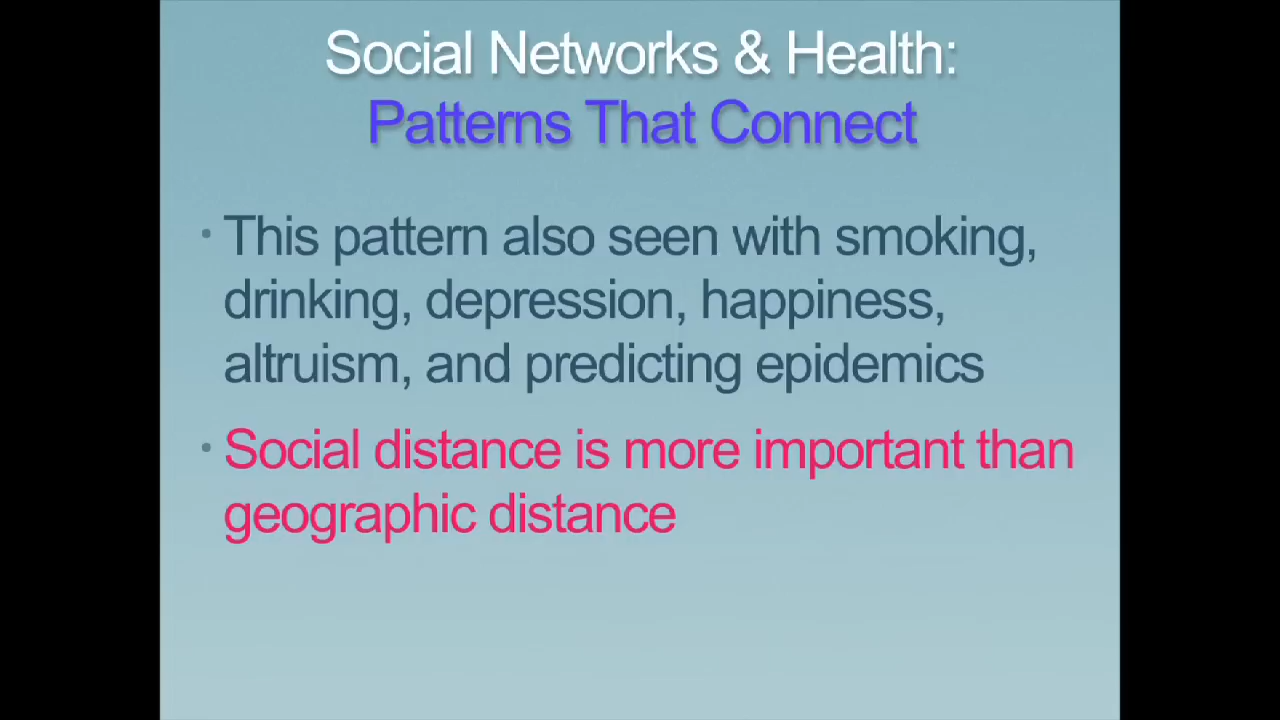 Social Networks & Health:
Patterns That Connect
• This pattern also seen with smoking,
drinking, depression, happiness,
altruism, and predicting epidemics
• Social distance is more important than
geographic distance